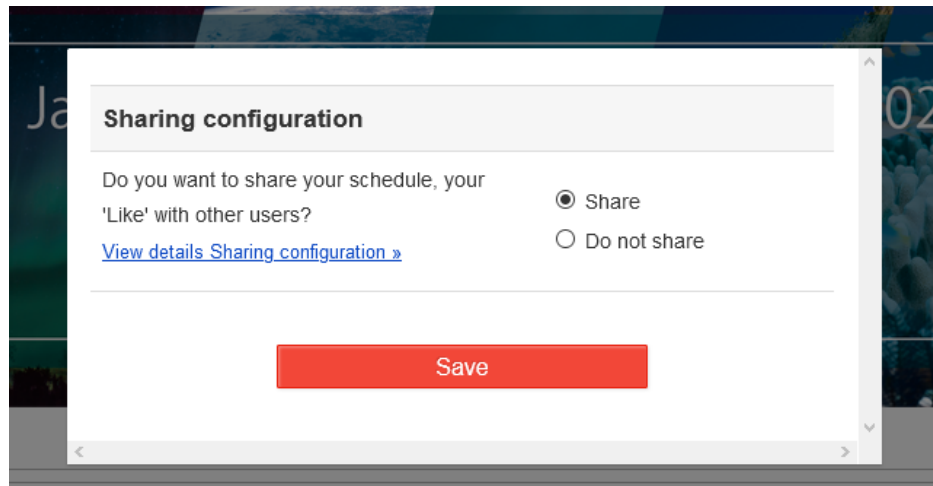 Sharing configuration
Do you want to share your schedule, your
'Like' with other users?
View details Sharing configuration »
Share
Do not share
Save